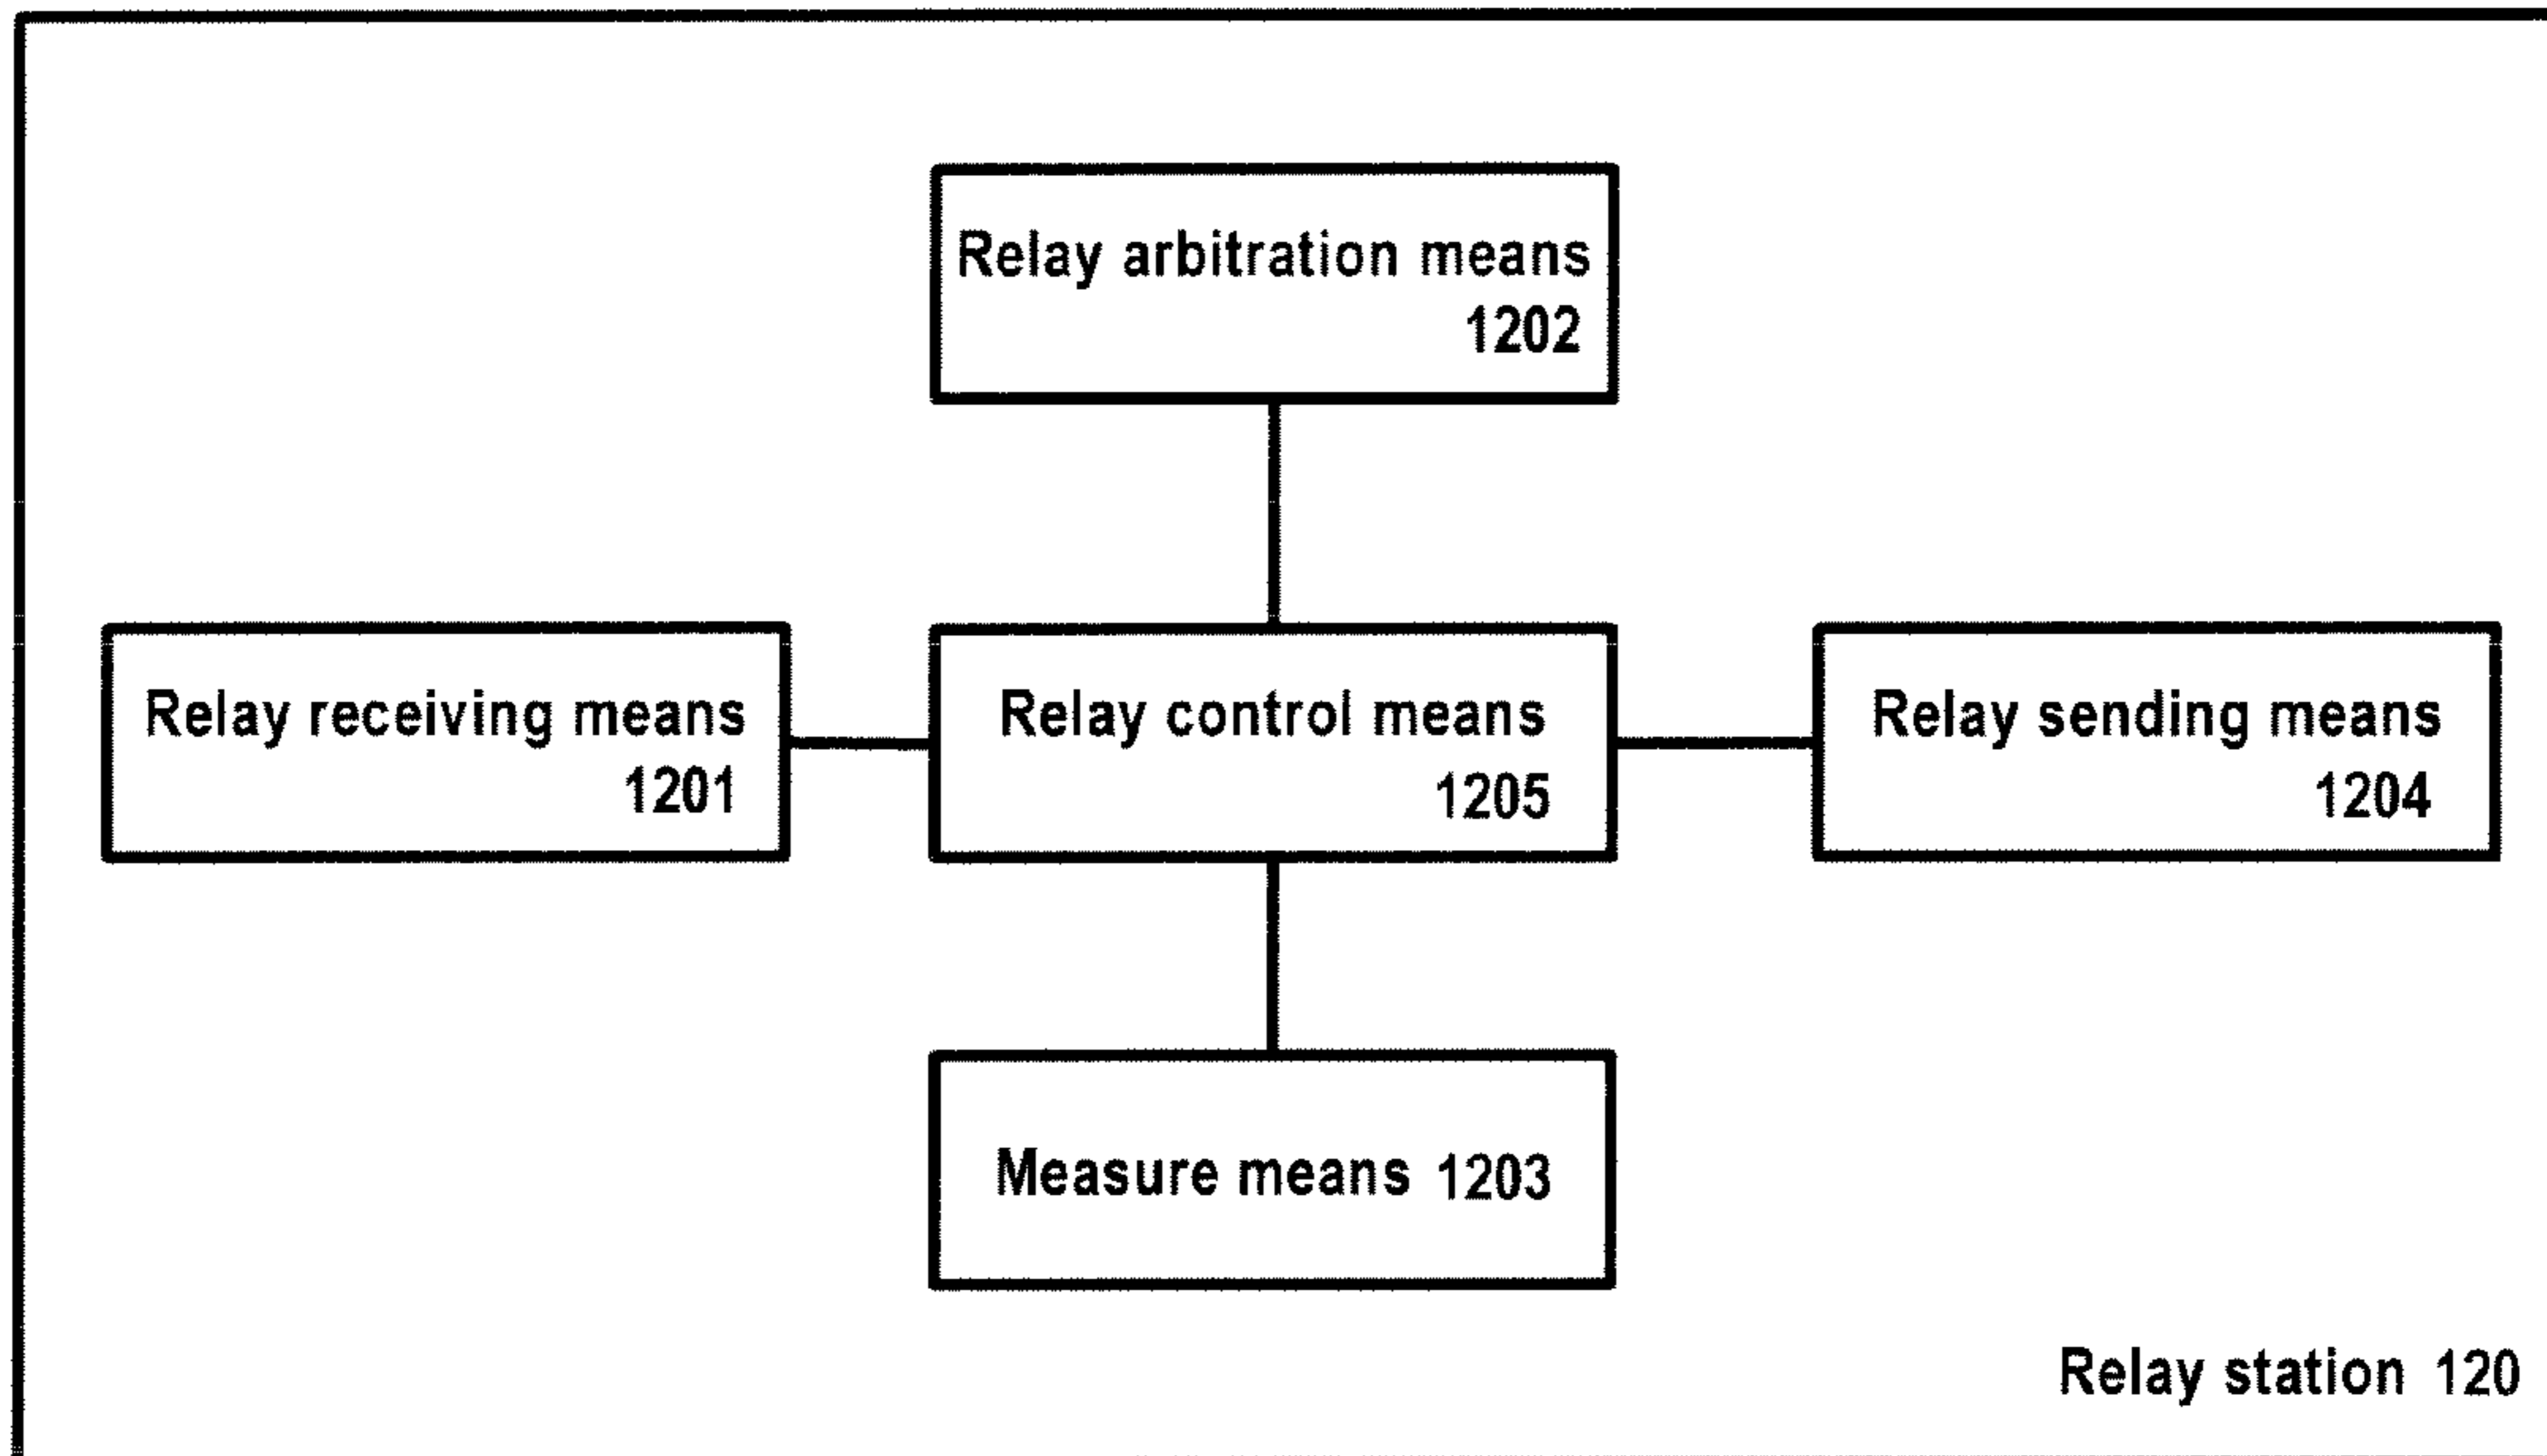 Relay arbitration means
1202
Relay receiving means
1201
Relay control means
1205
Relay sending means
1204
Measure means 1203
Relay station 120